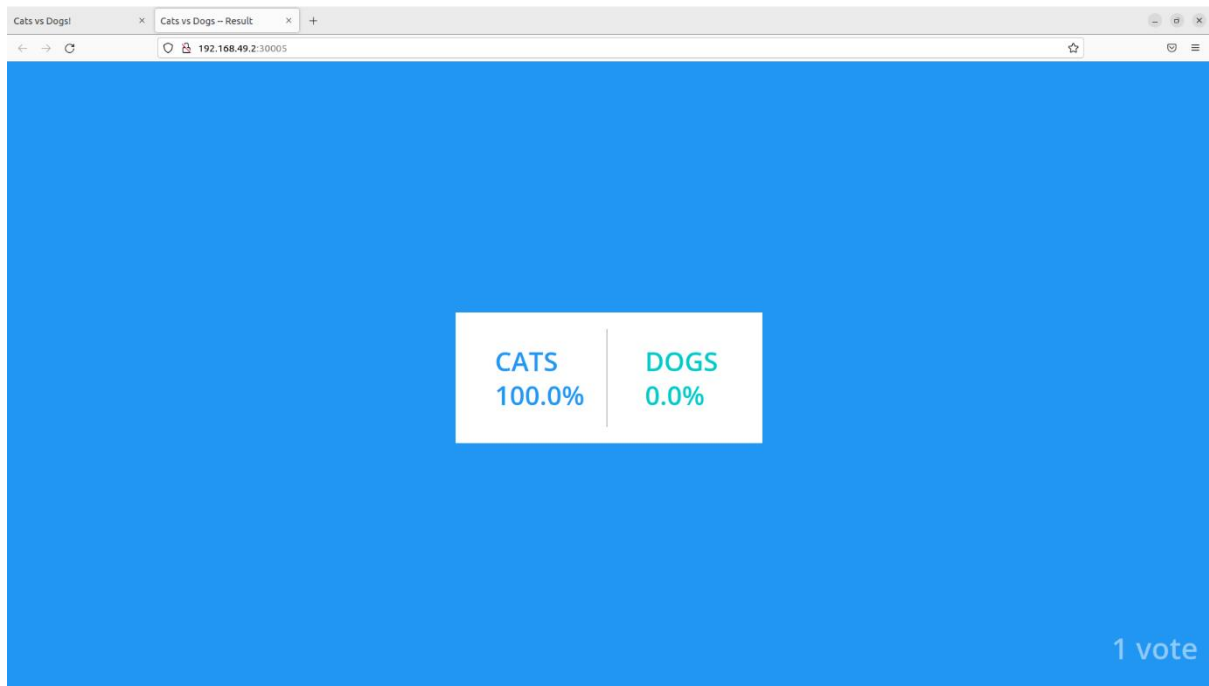 Cats vs Dogs!
Cats vs Dogs -- Result
192.168.49.2:30005
CATS
100.0%
DOGS
0.0%
1 vote